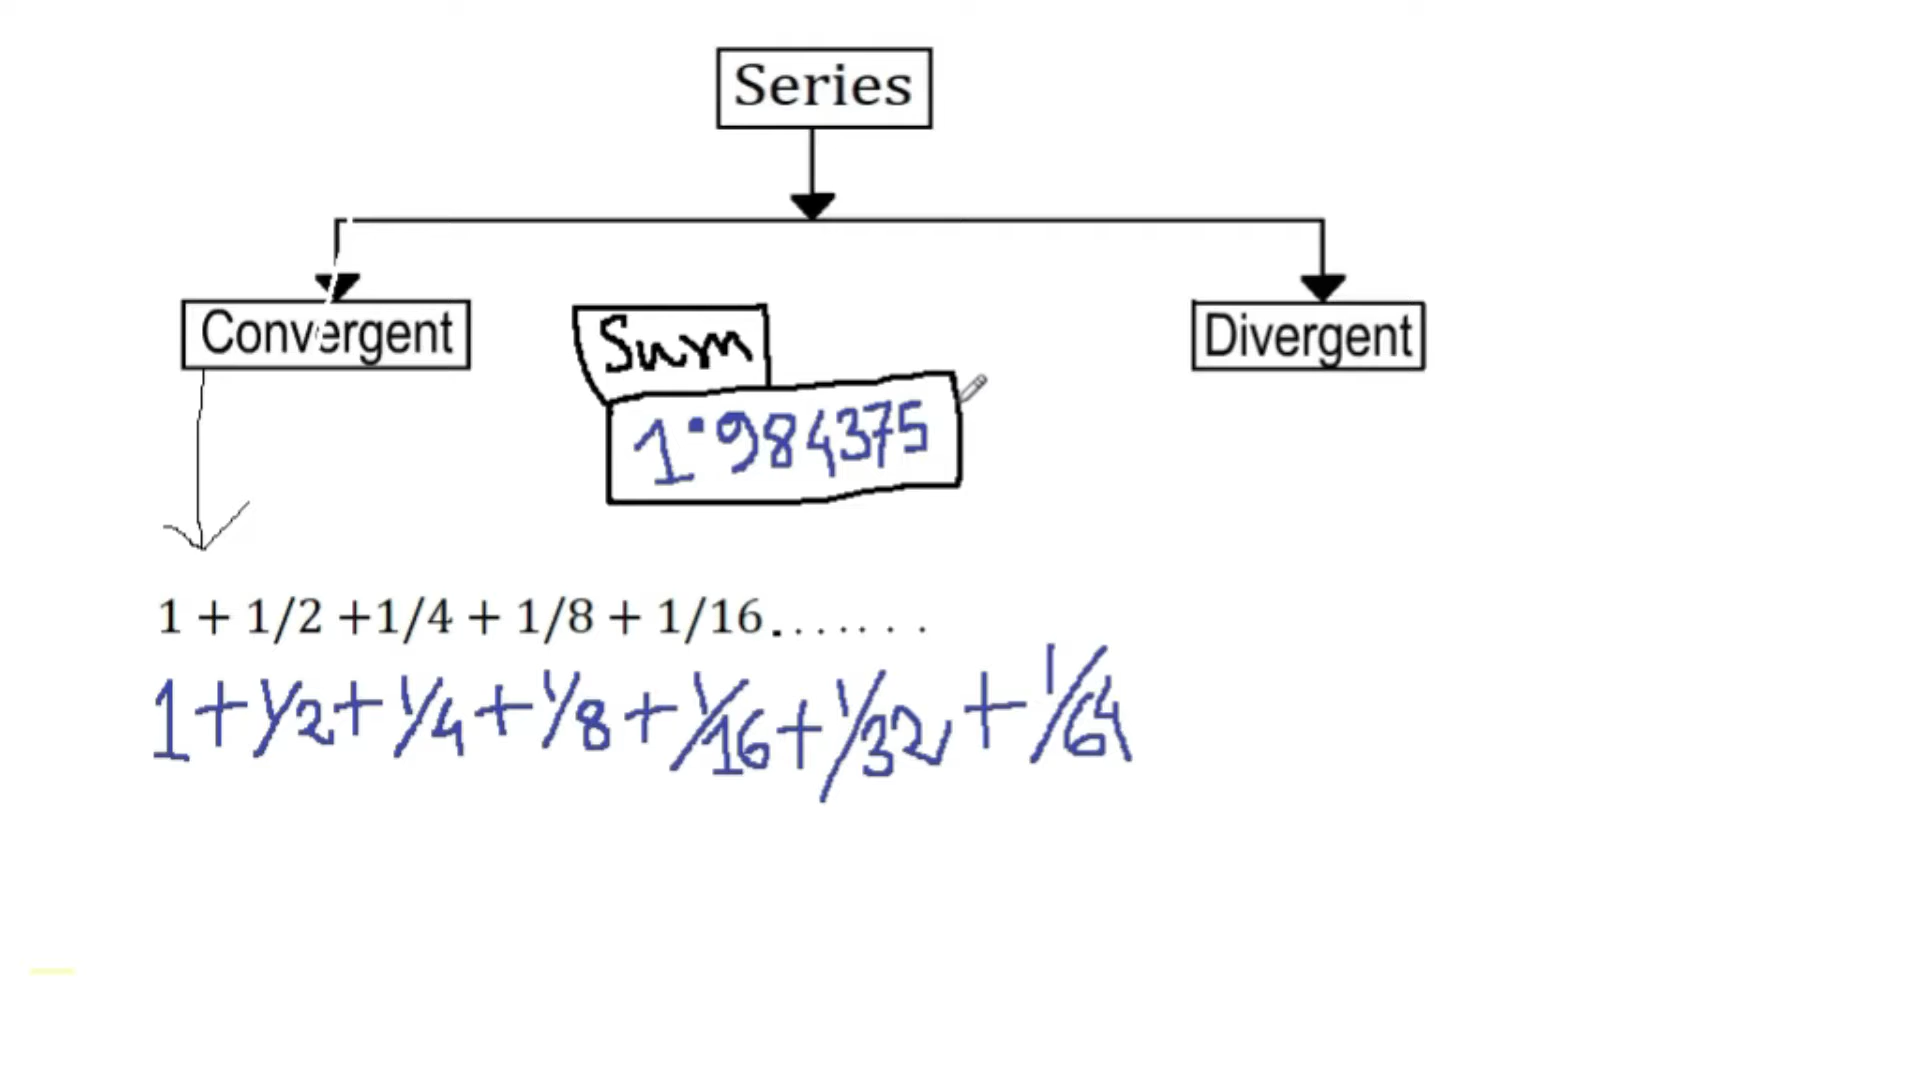 Series
Convergent
Sum
Divergent
1·984375
1 + 1/2 +1/4 + 1/8 + 1/16.......
1+1/2+1/4+1/8+1/16+1/32+1/64